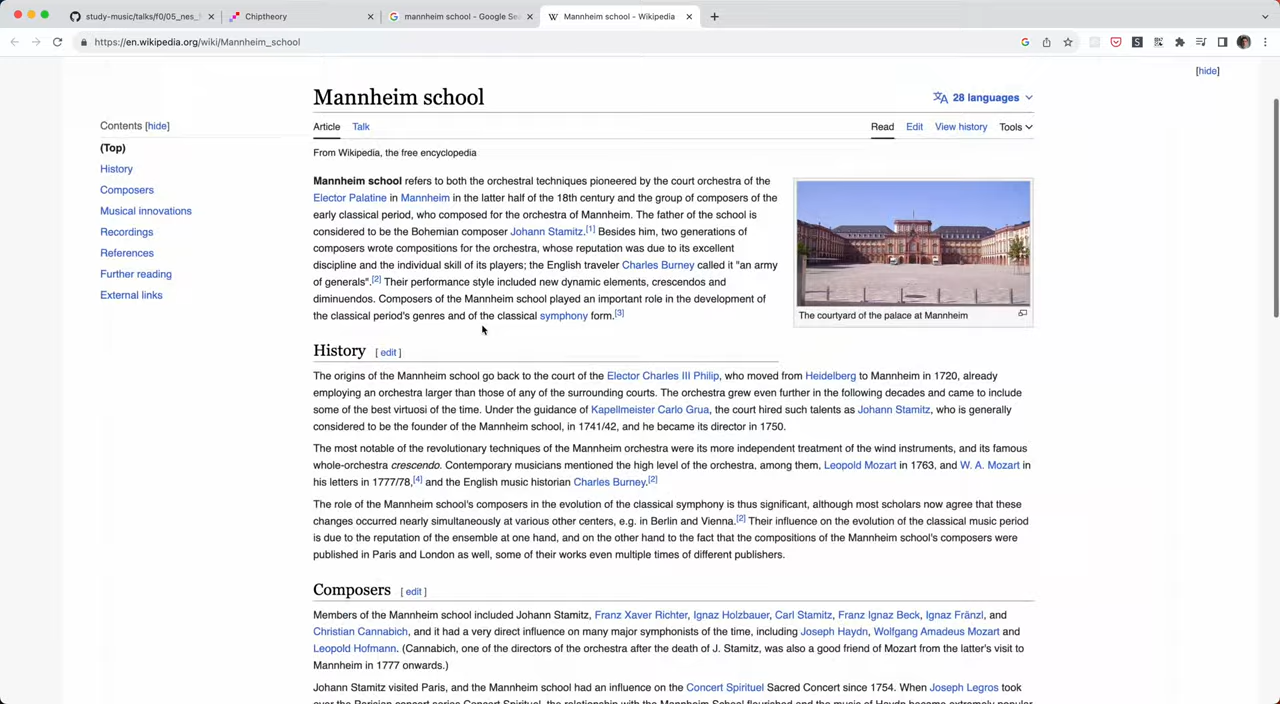 study-music/talks/f0/05_nes_
Chiptheory
mannheim school - Google Se
Mannheim school - Wikipedia
https://en.wikipedia.org/wiki/Mannheim_school
[hide]
Mannheim school
28 languages
Contents [hide]
Article Talk Read Edit View history Tools
(Top)
From Wikipedia, the free encyclopedia
History
Composers
Musical innovations
Recordings
References
Further reading
External links
Mannheim school refers to both the orchestral techniques pioneered by the court orchestra of the
Elector Palatine in Mannheim in the latter half of the 18th century and the group of composers of the
early classical period, who composed for the orchestra of Mannheim. The father of the school is
considered to be the Bohemian composer Johann Stamitz.[1] Besides him, two generations of
composers wrote compositions for the orchestra, whose reputation was due to its excellent
discipline and the individual skill of its players; the English traveler Charles Burney called it "an army
of generals".[2] Their performance style included new dynamic elements, crescendos and
diminuendos. Composers of the Mannheim school played an important role in the development of
the classical period's genres and of the classical symphony form.[3]
The courtyard of the palace at Mannheim
History [ edit ]
The origins of the Mannheim school go back to the court of the Elector Charles III Philip, who moved from Heidelberg to Mannheim in 1720, already
employing an orchestra larger than those of any of the surrounding courts. The orchestra grew even further in the following decades and came to include
some of the best virtuosi of the time. Under the guidance of Kapellmeister Carlo Grua, the court hired such talents as Johann Stamitz, who is generally
considered to be the founder of the Mannheim school, in 1741/42, and he became its director in 1750.
The most notable of the revolutionary techniques of the Mannheim orchestra were its more independent treatment of the wind instruments, and its famous
whole-orchestra crescendo. Contemporary musicians mentioned the high level of the orchestra, among them, Leopold Mozart in 1763, and W. A. Mozart in
his letters in 1777/78,[4] and the English music historian Charles Burney.[2]
The role of the Mannheim school's composers in the evolution of the classical symphony is thus significant, although most scholars now agree that these
changes occurred nearly simultaneously at various other centers, e.g. in Berlin and Vienna.[2] Their influence on the evolution of the classical music period
is due to the reputation of the ensemble at one hand, and on the other hand to the fact that the compositions of the Mannheim school's composers were
published in Paris and London as well, some of their works even multiple times of different publishers.
Composers [ edit ]
Members of the Mannheim school included Johann Stamitz, Franz Xaver Richter, Ignaz Holzbauer, Carl Stamitz, Franz Ignaz Beck, Ignaz Fränzl, and
Christian Cannabich, and it had a very direct influence on many major symphonists of the time, including Joseph Haydn, Wolfgang Amadeus Mozart and
Leopold Hofmann. (Cannabich, one of the directors of the orchestra after the death of J. Stamitz, was also a good friend of Mozart from the latter's visit to
Mannheim in 1777 onwards.)
Johann Stamitz visited Paris, and the Mannheim school had an influence on the Concert Spirituel Sacred Concert since 1754. When Joseph Legros took